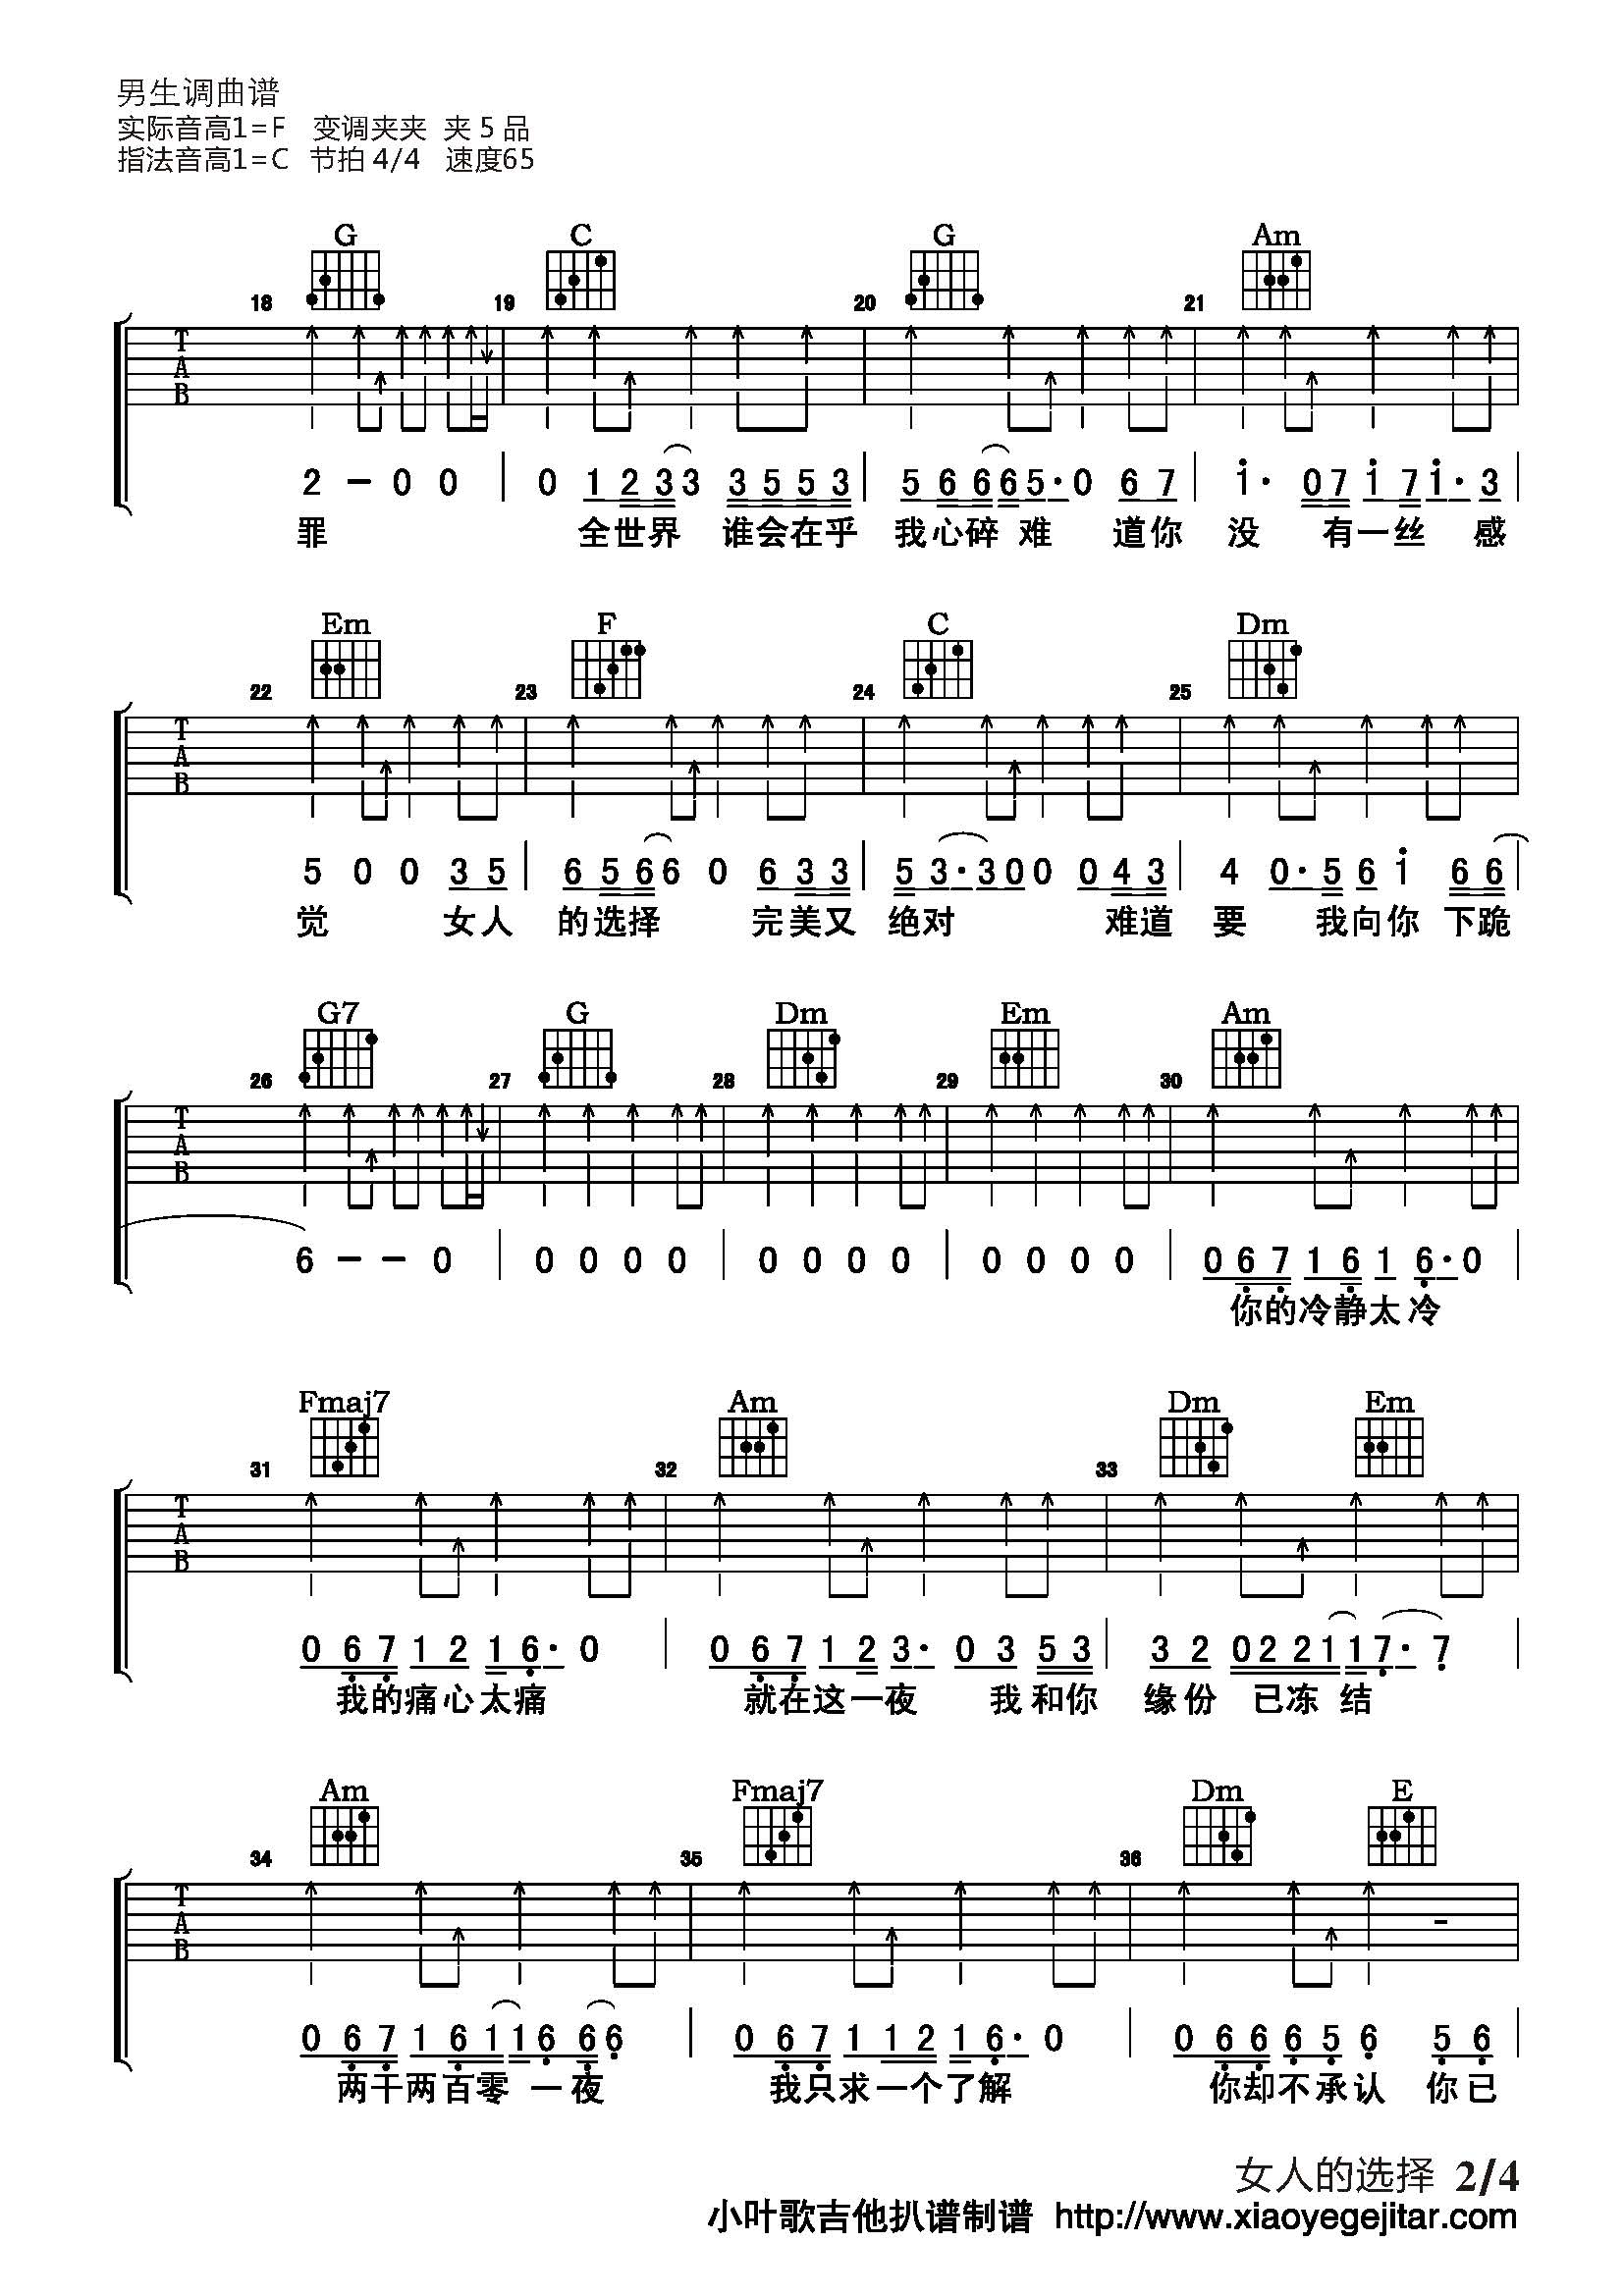 男生调曲谱
实际音高1=F 变调夹夹 夹 5 品
指法音高1=C 节拍 4/4 速度65
G C G Am
18 19 20 21
T
A
B
2 – 0 0 | 0 1 2 3 3 3 5 5 3 | 5 6 6 6 5· 0 6 7 | i· 0 7 i 7 i· 3 |
罪 全世界 谁会在乎 我心碎 难 道你 没 有一丝 感
Em F C Dm
22 23 24 25
T
A
B
5 0 0 3 5 | 6 5 6 6 0 6 3 3 | 5 3· 3 0 0 0 4 3 | 4 0· 5 6 i 6 6 |
觉 女人 的选择 完美又 绝对 难道 要 我向你 下跪
G7 G Dm Em Am
26 27 28 29 30
T
A
B
6 – – 0 | 0 0 0 0 | 0 0 0 0 | 0 0 0 0 | 0 6 7 1 6 1 6· 0 |
你的冷静太冷
Fmaj7 Am Dm Em
31 32 33
T
A
B
0 6 7 1 2 1 6· 0 | 0 6 7 1 2 3· 0 3 5 3 | 3 2 0 2 2 1 1 7· 7 |
我的痛心太痛 就在这一夜 我和你 缘份 已冻 结
Am Fmaj7 Dm E
34 35 36
T
A
B
0 6 7 1 6 1 1 6 6 6 | 0 6 7 1 1 2 1 6· 0 | 0 6 6 6 5 6 5 6 |
两干两百零 一夜 我只求一个了解 你却不承认 你已
女人的选择 2/4
小叶歌吉他扒谱制谱 http://www.xiaoyegejitar.com